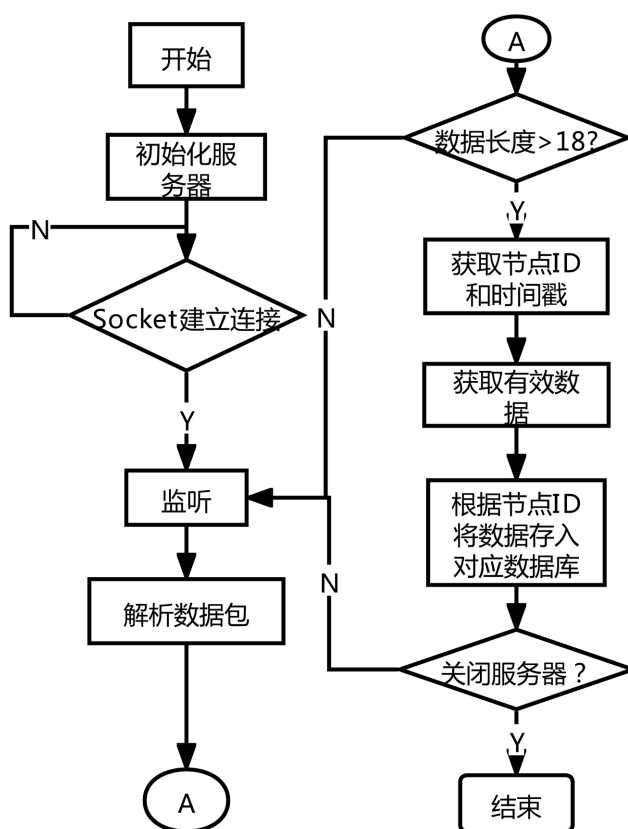 开始
初始化服
务器
N
Socket建立连接
Y
监听
解析数据包
A
A
数据长度>18?
N
Y
获取节点ID
和时间戳
获取有效数
据
根据节点ID
将数据存入
对应数据库
N
关闭服务器？
Y
结束